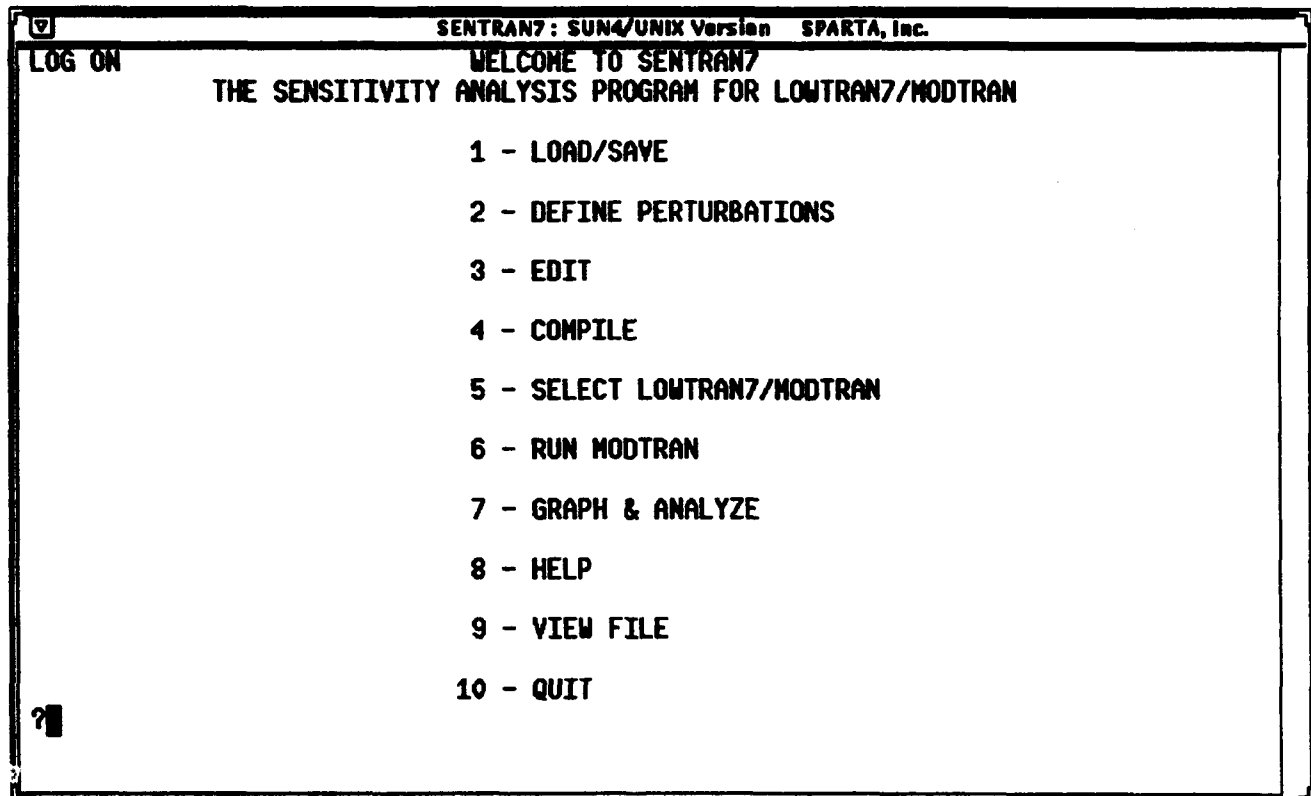 SENTRAN7: SUN4/UNIX Version SPARTA, Inc.
LOG ON WELCOME TO SENTRAN7
THE SENSITIVITY ANALYSIS PROGRAM FOR LOWTRAN7/MODTRAN
1 - LOAD/SAVE
2 - DEFINE PERTURBATIONS
3 - EDIT
4 - COMPILE
5 - SELECT LOWTRAN7/MODTRAN
6 - RUN MODTRAN
7 - GRAPH & ANALYZE
8 - HELP
9 - VIEW FILE
10 - QUIT
?